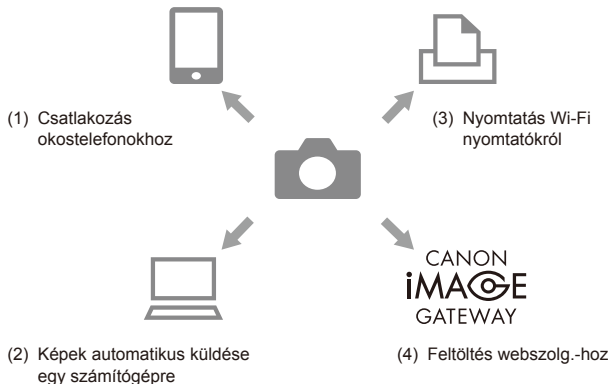 (1) Csatlakozás
okostelefonokhoz
(3) Nyomtatás Wi-Fi
nyomtatókról
CANON
iMAGE
GATEWAY
(2) Képek automatikus küldése
egy számítógépre
(4) Feltöltés webszolg.-hoz